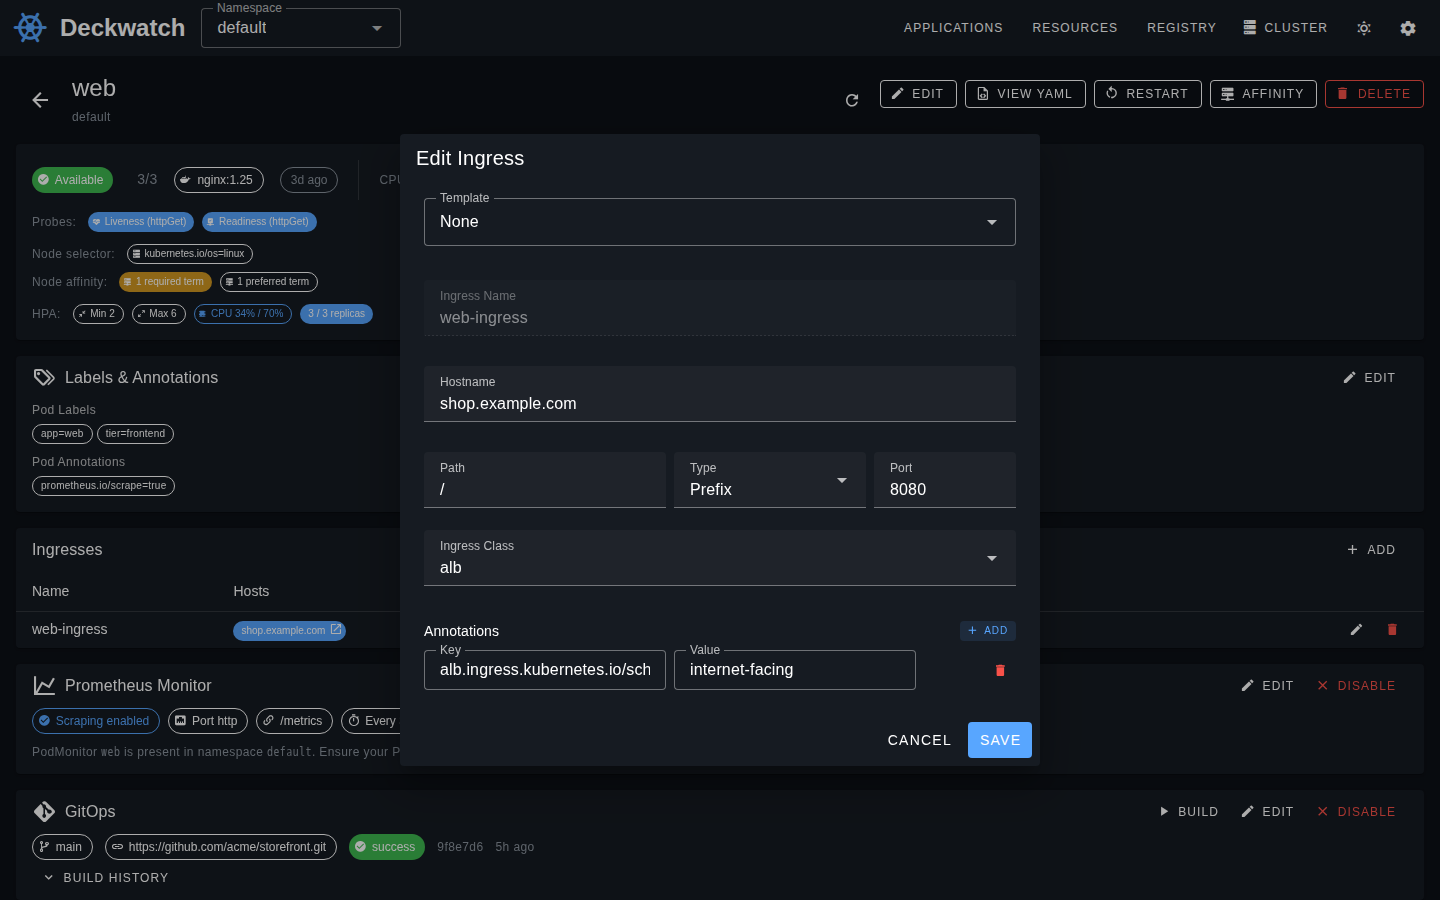 Deckwatch
Namespace
default
APPLICATIONS
RESOURCES
REGISTRY
CLUSTER
web
default
EDIT
VIEW YAML
RESTART
AFFINITY
DELETE
Available
3/3
nginx:1.25
3d ago
CPU
Probes:
Liveness (httpGet)
Readiness (httpGet)
Node selector:
kubernetes.io/os=linux
Node affinity:
1 required term
1 preferred term
HPA:
Min 2
Max 6
CPU 34% / 70%
3 / 3 replicas
Labels & Annotations
EDIT
Pod Labels
app=web
tier=frontend
Pod Annotations
prometheus.io/scrape=true
Ingresses
ADD
Name
Hosts
web-ingress
shop.example.com
Prometheus Monitor
EDIT
DISABLE
Scraping enabled
Port http
/metrics
Every
PodMonitor web is present in namespace default. Ensure your P
GitOps
BUILD
EDIT
DISABLE
main
https://github.com/acme/storefront.git
success
9f8e7d6
5h ago
BUILD HISTORY
Edit Ingress
Template
None
Ingress Name
web-ingress
Hostname
shop.example.com
Path
/
Type
Prefix
Port
8080
Ingress Class
alb
Annotations
ADD
Key
alb.ingress.kubernetes.io/sch
Value
internet-facing
CANCEL
SAVE